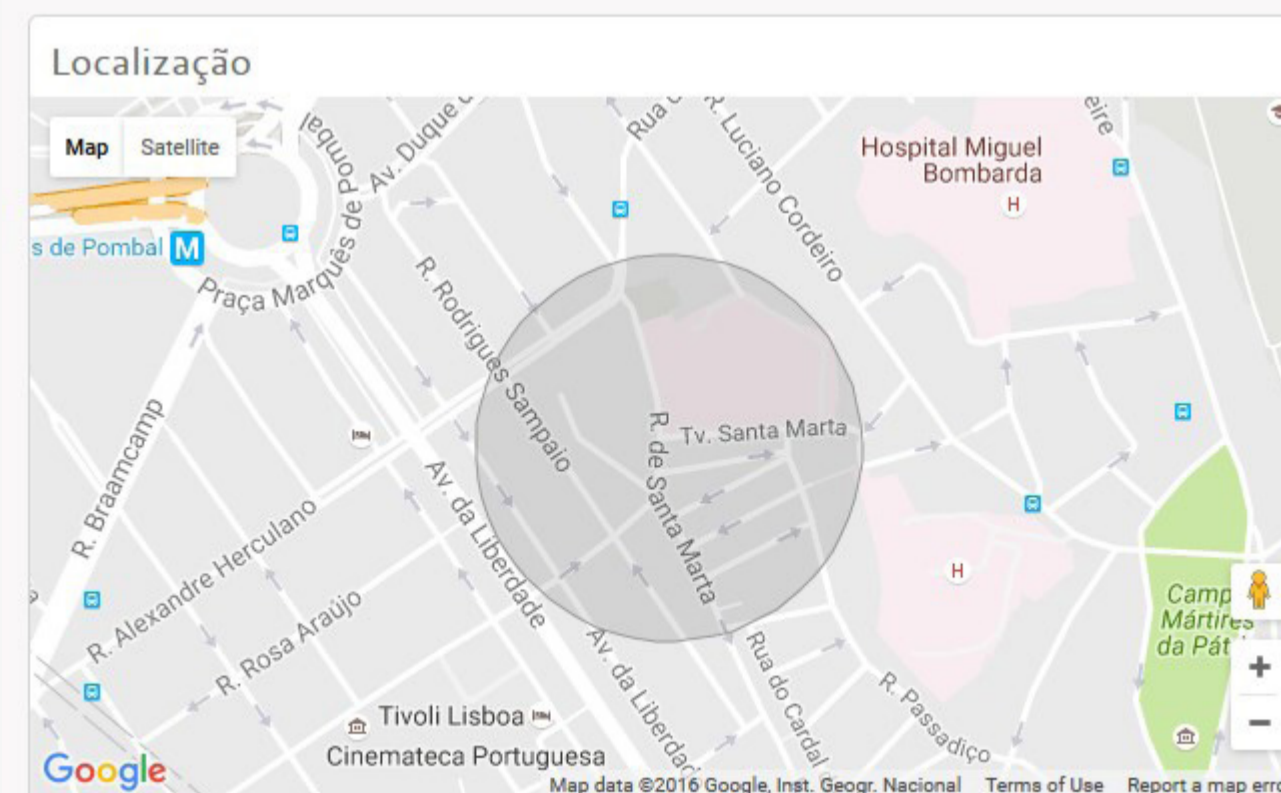 Localização
Map
Satellite
Praça Marquês de Pombal
Av. Duque
Rua
R. Luciano Cordeiro
eire
Hospital Miguel
Bombarda
H
s de Pombal M
R. Rodrigues Sampaio
R. Braamcamp
R. de Santa Marta
Tv. Santa Marta
Av. da Liberdade
R. Alexandre Herculano
R. Rosa Araújo
H
Camp
Mártires
da Pát
Av. da Liberdad
Rua do Cardal
R. Passadiço
Tivoli Lisboa
Cinemateca Portuguesa
+
−
Google
Map data ©2016 Google, Inst. Geogr. Nacional
Terms of Use
Report a map erro